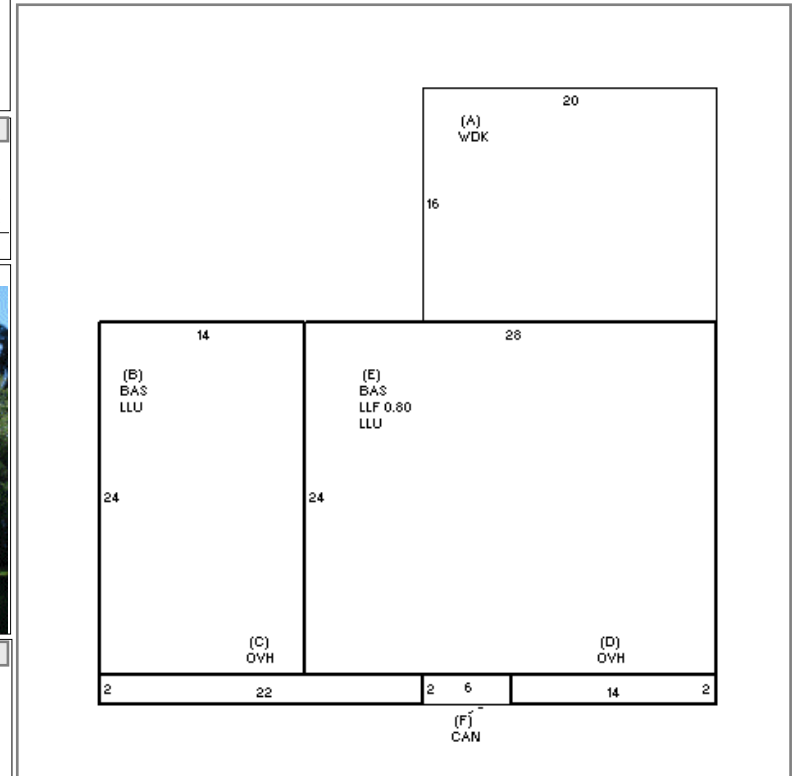 20
(A)
WDK
16
14
28
(B)
BAS
LLU
(E)
BAS
LLF 0.80
LLU
24
24
(C)
OVH
(D)
OVH
2
22
2
6
14
2
(F)
CAN